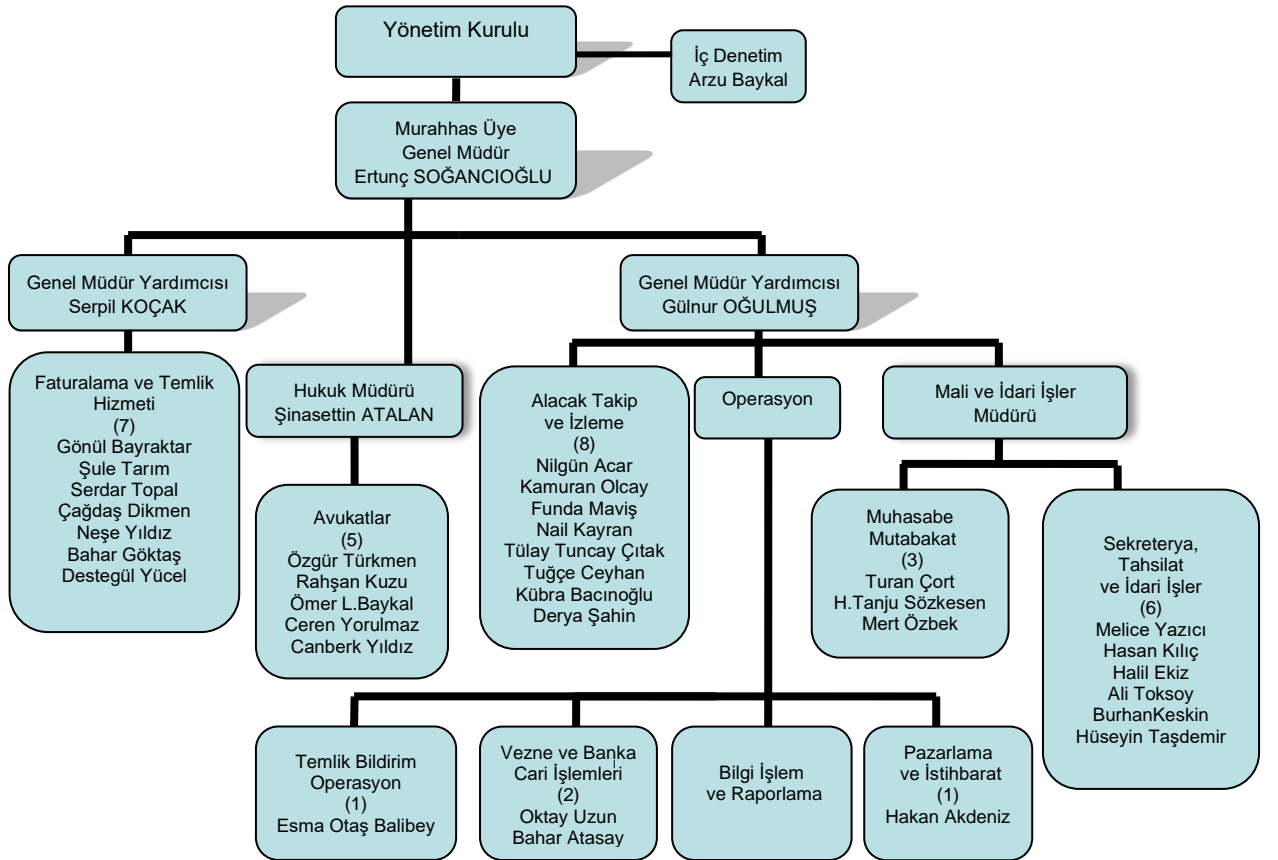 Yönetim Kurulu
İç Denetim
Arzu Baykal
Murahhas Üye
Genel Müdür
Ertunç SOĞANCIOĞLU
Genel Müdür Yardımcısı
Serpil KOÇAK
Genel Müdür Yardımcısı
Gülnur OĞULMUŞ
Faturalama ve Temlik
Hizmeti
(7)
Gönül Bayraktar
Şule Tarım
Serdar Topal
Çağdaş Dikmen
Neşe Yıldız
Bahar Göktaş
Destegül Yücel
Hukuk Müdürü
Şinasettin ATALAN
Avukatlar
(5)
Özgür Türkmen
Rahşan Kuzu
Ömer L.Baykal
Ceren Yorulmaz
Canberk Yıldız
Alacak Takip
ve İzleme
(8)
Nilgün Acar
Kamuran Olcay
Funda Maviş
Nail Kayran
Tülay Tuncay Çıtak
Tuğçe Ceyhan
Kübra Bacınoğlu
Derya Şahin
Operasyon
Mali ve İdari İşler
Müdürü
Muhasabe
Mutabakat
(3)
Turan Çort
H.Tanju Sözkesen
Mert Özbek
Sekreterya,
Tahsilat
ve İdari İşler
(6)
Melice Yazıcı
Hasan Kılıç
Halil Ekiz
Ali Toksoy
BurhanKeskin
Hüseyin Taşdemir
Temlik Bildirim
Operasyon
(1)
Esma Otaş Balibey
Vezne ve Banka
Cari İşlemleri
(2)
Oktay Uzun
Bahar Atasay
Bilgi İşlem
ve Raporlama
Pazarlama
ve İstihbarat
(1)
Hakan Akdeniz